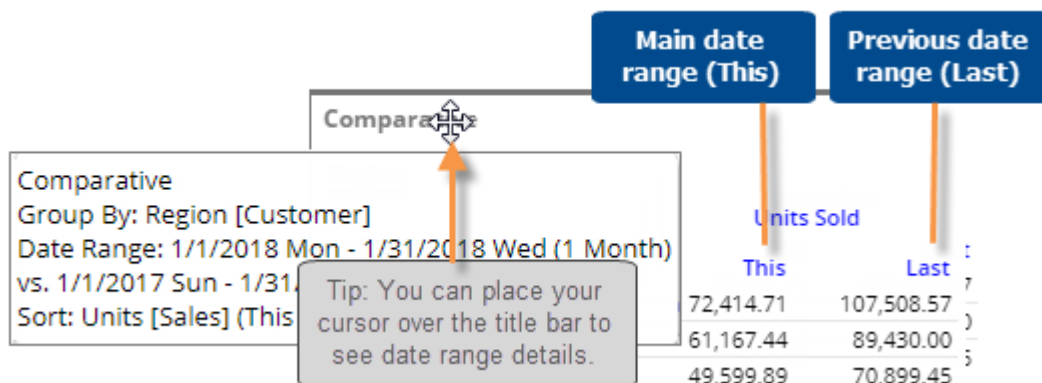 Main date
range (This)
Previous date
range (Last)
Comparative
Comparative
Group By: Region [Customer]
Date Range: 1/1/2018 Mon - 1/31/2018 Wed (1 Month)
vs. 1/1/2017 Sun - 1/31/
Sort: Units [Sales] (This
Tip: You can place your
cursor over the title bar to
see date range details.
Units Sold
This Last
72,414.71 107,508.57
61,167.44 89,430.00
49,599.89 70,899.45